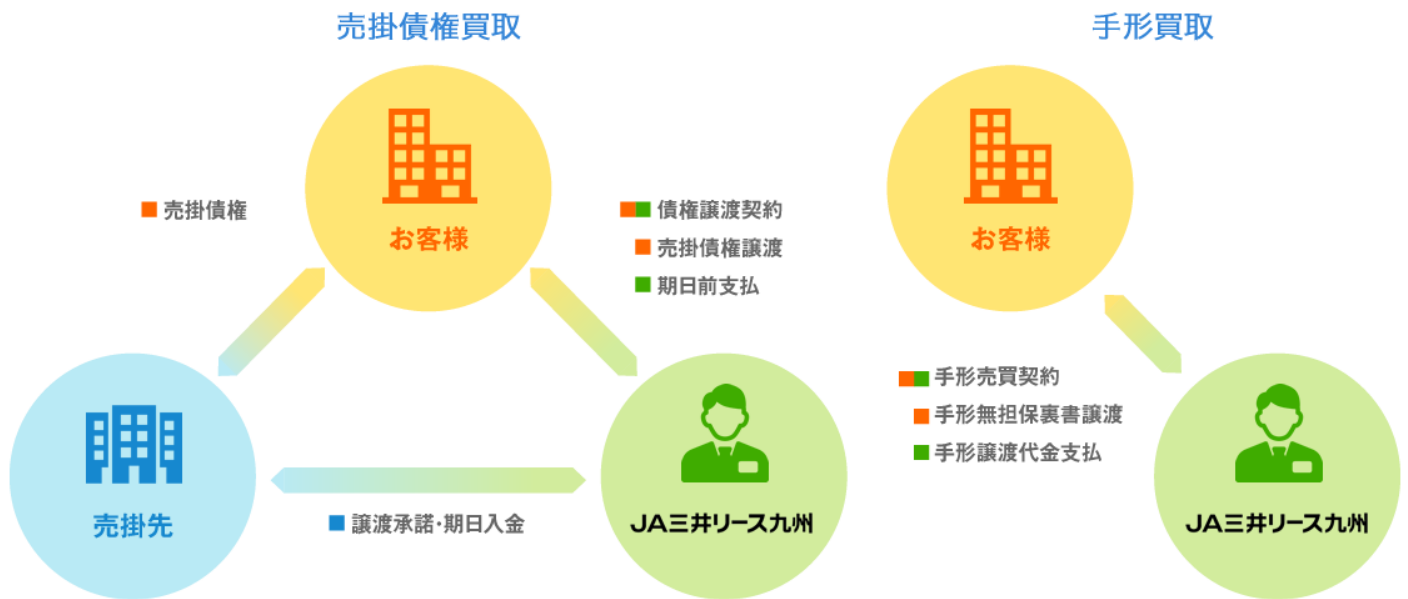 売掛債権買取
お客様
売掛債権
債権譲渡契約
売掛債権譲渡
期日前支払
売掛先
譲渡承諾・期日入金
JA三井リース九州
手形買取
お客様
手形売買契約
手形無担保裏書譲渡
手形譲渡代金支払
JA三井リース九州